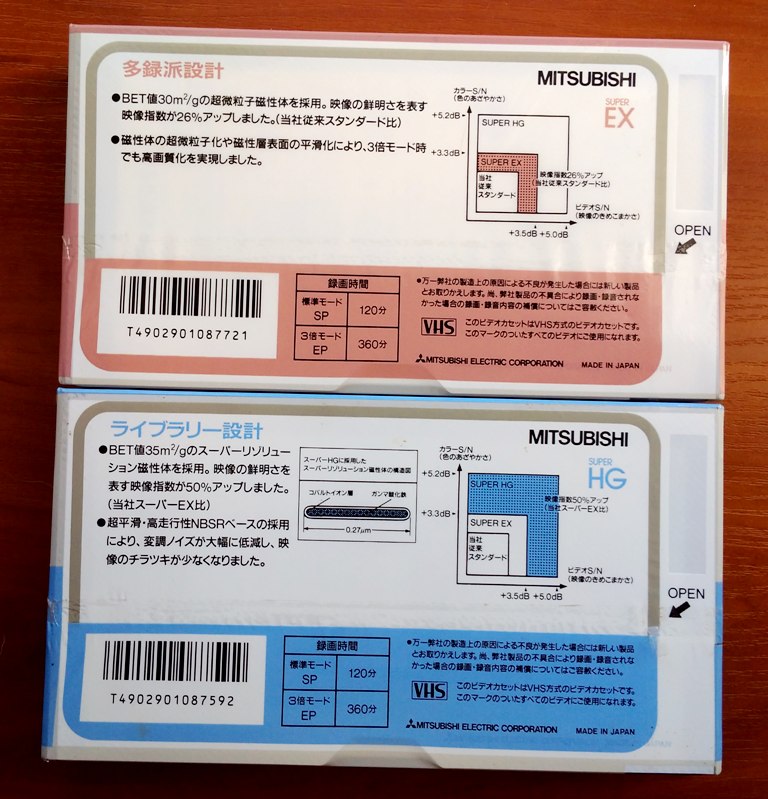 多録派設計
MITSUBISHI
●BET値30m²/gの超微粒子磁性体を採用。映像の鮮明さを表す
映像指数が26%アップしました。(当社従来スタンダード比)
●磁性体の超微粒子化や磁性層表面の平滑化により、3倍モード時
でも高画質化を実現しました。
カラーS/N
(色のあざやかさ)
SUPER
EX
+5.2dB
SUPER HG
+3.3dB
SUPER EX
当社
従来
スタンダード
映像指数26%アップ
(当社従来スタンダード比)
ビデオS/N
(映像のきめこまかさ)
+3.5dB +5.0dB
OPEN
T4902901087721
録画時間
標準モード
SP
120分
3倍モード
EP
360分
●万一弊社の製造上の原因による不良が発生した場合には新しい製品
とお取りかえします。尚、弊社製品の不具合により録画・録音されな
かった場合の録画・録音内容の補償についてはご容赦ください。
VHS
このビデオカセットはVHS方式のビデオカセットです。
このマークのついたすべてのビデオにご使用になれます。
MITSUBISHI ELECTRIC CORPORATION
MADE IN JAPAN
ライブラリー設計
MITSUBISHI
●BET値35m²/gのスーパーリゾリュー
ション磁性体を採用。映像の鮮明さを
表す映像指数が50%アップしました。
(当社スーパーEX比)
●超平滑・高走行性NBSRベースの採用
により、変調ノイズが大幅に低減し、映
像のチラツキが少なくなりました。
スーパーHGに採用した
スーパーリゾリューション磁性体の構造図
コバルトイオン層
ガンマ酸化鉄
0.27μm
カラーS/N
(色のあざやかさ)
SUPER
HG
+5.2dB
SUPER HG
映像指数50%アップ
(当社スーパーEX比)
+3.3dB
SUPER EX
当社
従来
スタンダード
ビデオS/N
(映像のきめこまかさ)
+3.5dB +5.0dB
OPEN
T4902901087592
録画時間
標準モード
SP
120分
3倍モード
EP
360分
●万一弊社の製造上の原因による不良が発生した場合には新しい製品
とお取りかえします。尚、弊社製品の不具合により録画・録音されな
かった場合の録画・録音内容の補償についてはご容赦ください。
VHS
このビデオカセットはVHS方式のビデオカセットです。
このマークのついたすべてのビデオにご使用になれます。
MITSUBISHI ELECTRIC CORPORATION
MADE IN JAPAN